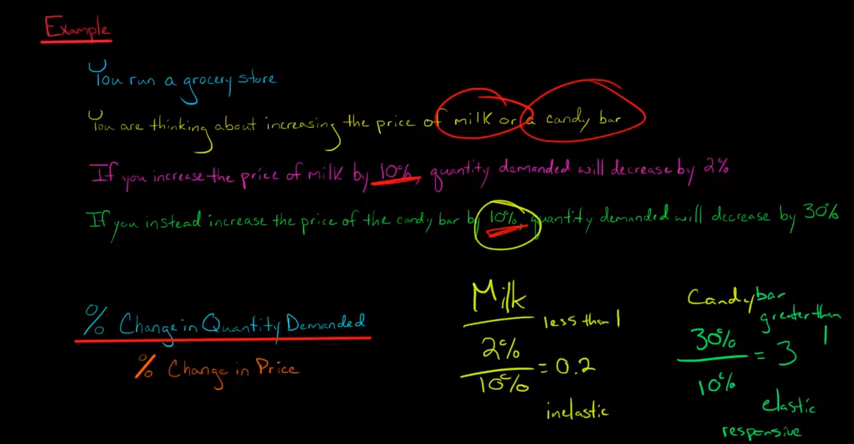 Example
You run a grocery store
You are thinking about increasing the price of milk or a candy bar
If you increase the price of milk by 10%, quantity demanded will decrease by 2%
If you instead increase the price of the candy bar by 10%, quantity demanded will decrease by 30%
% Change in Quantity Demanded
% Change in Price
Milk
less than 1
2%
10%
= 0.2
inelastic
Candy bar
greater than
1
30%
10%
= 3
elastic
responsive